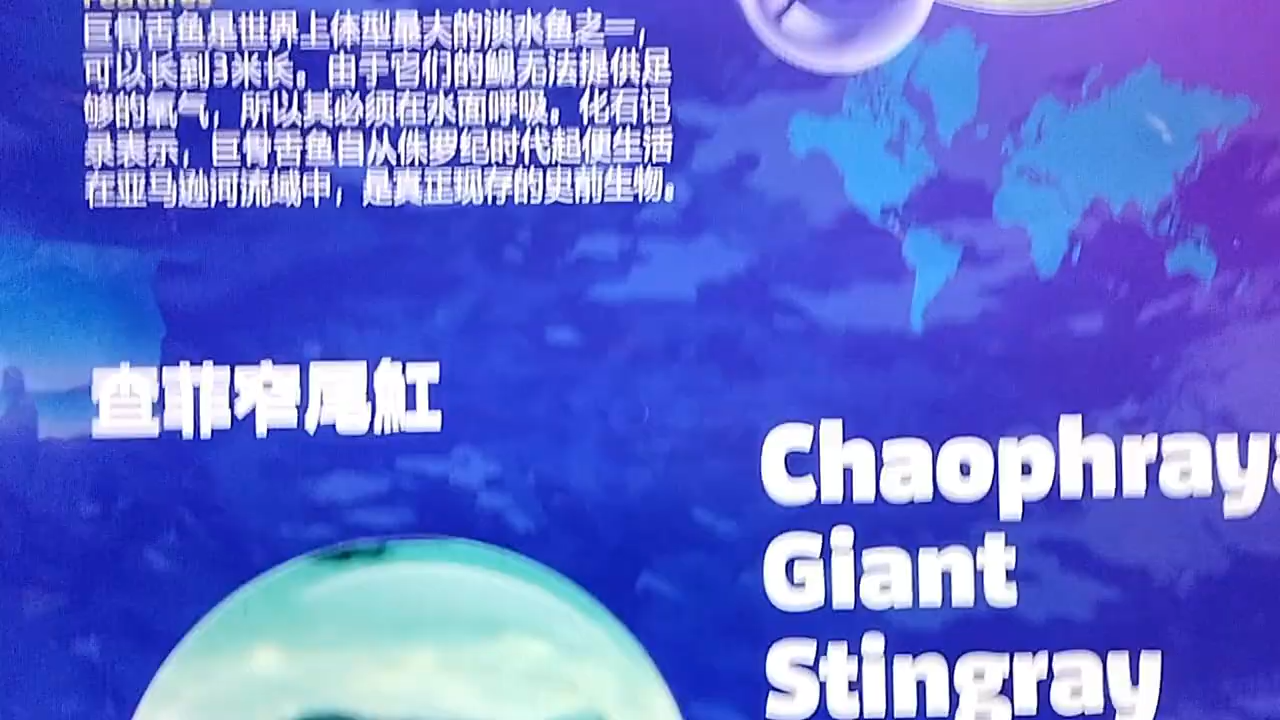 Features
巨骨舌鱼是世界上体型最大的淡水鱼之一，
可以长到3米长。由于它们的鳃无法提供足
够的氧气，所以其必须在水面呼吸。化石记
录表示，巨骨舌鱼自从侏罗纪时代起便生活
在亚马逊河流域中，是真正现存的史前生物。
查菲窄尾魟
Chaophraya
Giant
Stingray